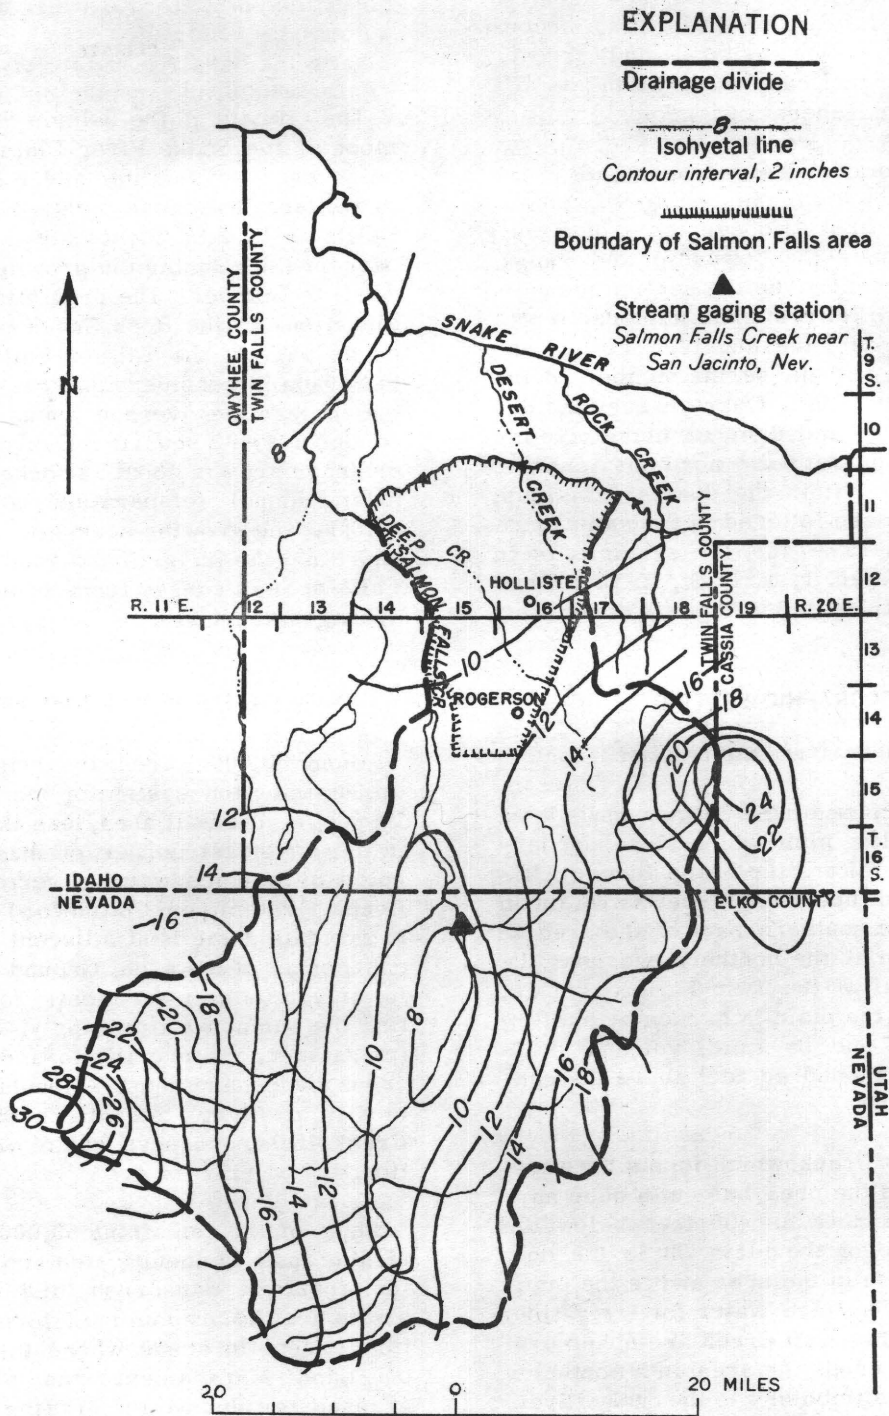 EXPLANATION
Drainage divide
8
Isohyetal line
Contour interval, 2 inches
Boundary of Salmon Falls area
Stream gaging station
Salmon Falls Creek near
San Jacinto, Nev.
N
OWYHEE COUNTY
TWIN FALLS COUNTY
SNAKE RIVER
DESERT CREEK
ROCK CREEK
T. 9 S.
10
11
12
13
14
15
T. 16 S.
8
DEEP CR
SALMON FALLS CR
HOLLISTER
TWIN FALLS COUNTY
CASSIA COUNTY
R. 11 E. 12 13 14 15 16 17 18 19 R. 20 E.
10
ROGERSON
12
14
16
18
20
24
22
12
14
16
IDAHO
NEVADA
ELKO COUNTY
UTAH
NEVADA
18
20
22
24
26
28
30
10
8
10
12
14
16
18
16
14
12
20 0 20 MILES